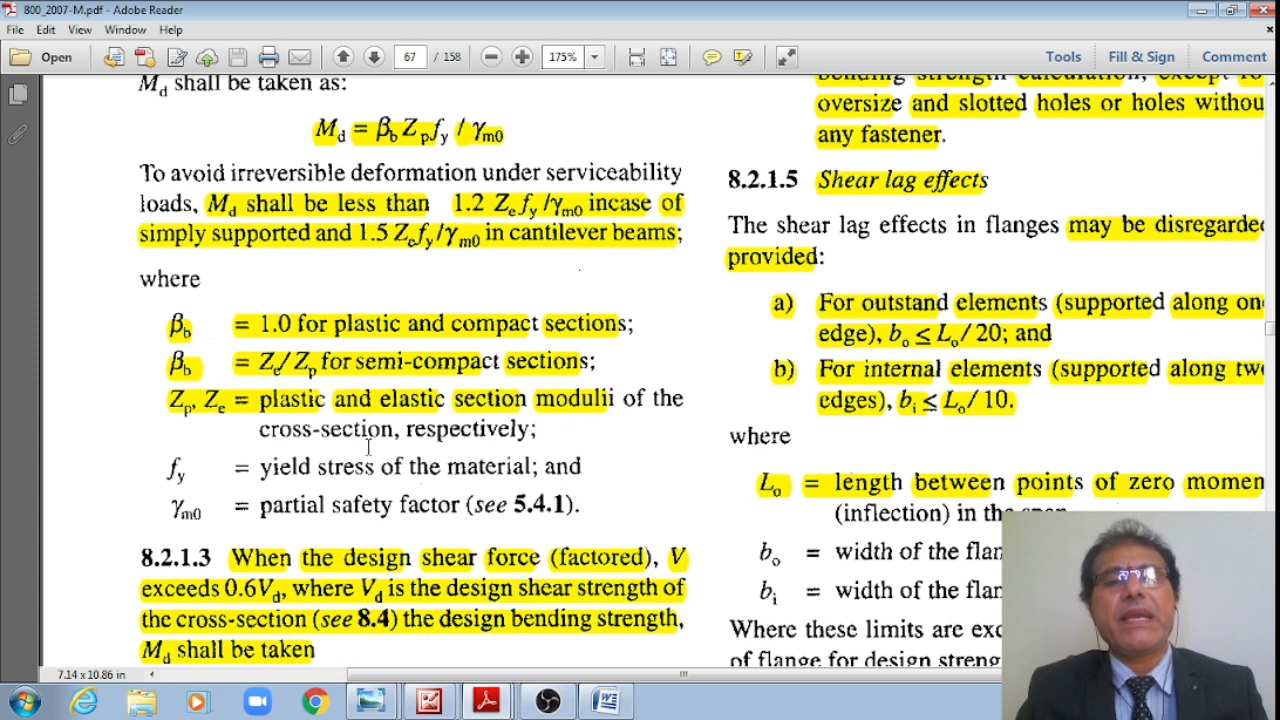 800_2007-M.pdf - Adobe Reader
File Edit View Window Help
Open 67 / 158 175% Tools Fill & Sign Comment
M_d shall be taken as:
M_d = β_b Z_p f_y / γ_m0
To avoid irreversible deformation under serviceability
loads, M_d shall be less than 1.2 Z_e f_y /γ_m0 incase of
simply supported and 1.5 Z_e f_y /γ_m0 in cantilever beams;
where
β_b = 1.0 for plastic and compact sections;
β_b = Z_e/Z_p for semi-compact sections;
Z_p, Z_e = plastic and elastic section modulii of the
cross-section, respectively;
f_y = yield stress of the material; and
γ_m0 = partial safety factor (see 5.4.1).
8.2.1.3 When the design shear force (factored), V
exceeds 0.6V_d, where V_d is the design shear strength of
the cross-section (see 8.4) the design bending strength,
M_d shall be taken
bending strength calculation, except fo
oversize and slotted holes or holes withou
any fastener.
8.2.1.5 Shear lag effects
The shear lag effects in flanges may be disregarde
provided:
a) For outstand elements (supported along on
edge), b_o ≤ L_o/20; and
b) For internal elements (supported along tw
edges), b_i ≤ L_o/10.
where
L_o = length between points of zero momen
(inflection) in the span
b_o = width of the flan
b_i = width of the flan
Where these limits are exc
of flange for design streng
7.14 x 10.86 in